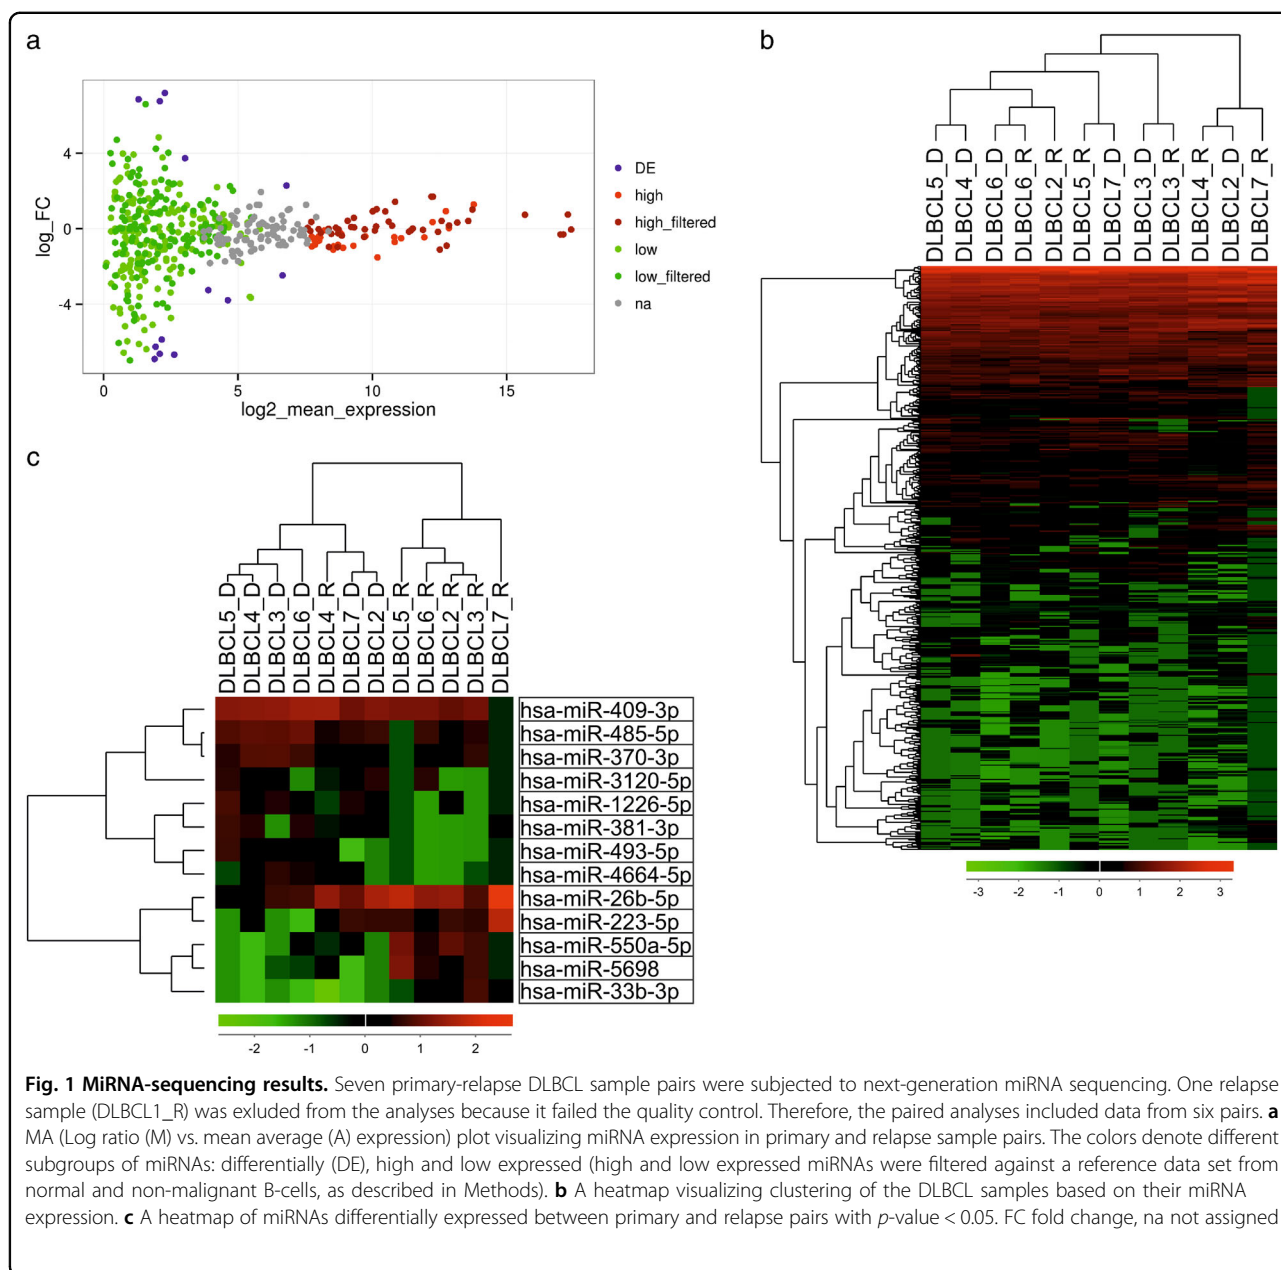 a
4
0
-4
log_FC
0
5
10
15
log2_mean_expression
DE
high
high_filtered
low
low_filtered
na
b
DLBCL5_D
DLBCL4_D
DLBCL6_D
DLBCL6_R
DLBCL2_R
DLBCL5_R
DLBCL7_D
DLBCL3_D
DLBCL3_R
DLBCL4_R
DLBCL2_D
DLBCL7_R
-3 -2 -1 0 1 2 3
c
DLBCL5_D
DLBCL4_D
DLBCL3_D
DLBCL6_D
DLBCL4_R
DLBCL7_D
DLBCL2_D
DLBCL5_R
DLBCL6_R
DLBCL2_R
DLBCL3_R
DLBCL7_R
hsa-miR-409-3p
hsa-miR-485-5p
hsa-miR-370-3p
hsa-miR-3120-5p
hsa-miR-1226-5p
hsa-miR-381-3p
hsa-miR-493-5p
hsa-miR-4664-5p
hsa-miR-26b-5p
hsa-miR-223-5p
hsa-miR-550a-5p
hsa-miR-5698
hsa-miR-33b-3p
-2 -1 0 1 2
Fig. 1 MiRNA-sequencing results. Seven primary-relapse DLBCL sample pairs were subjected to next-generation miRNA sequencing. One relapse
sample (DLBCL1_R) was exluded from the analyses because it failed the quality control. Therefore, the paired analyses included data from six pairs. a
MA (Log ratio (M) vs. mean average (A) expression) plot visualizing miRNA expression in primary and relapse sample pairs. The colors denote different
subgroups of miRNAs: differentially (DE), high and low expressed (high and low expressed miRNAs were filtered against a reference data set from
normal and non-malignant B-cells, as described in Methods). b A heatmap visualizing clustering of the DLBCL samples based on their miRNA
expression. c A heatmap of miRNAs differentially expressed between primary and relapse pairs with p-value < 0.05. FC fold change, na not assigned